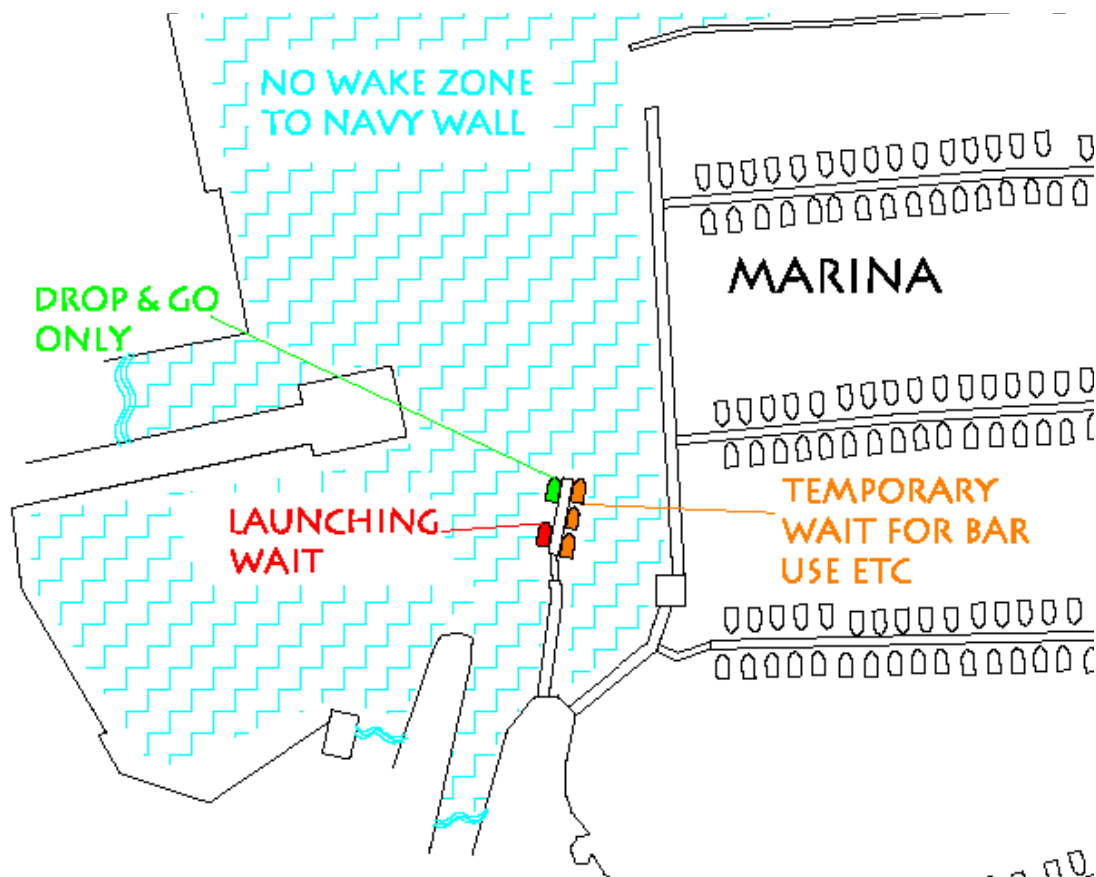 NO WAKE ZONE
TO NAVY WALL
MARINA
DROP & GO
ONLY
LAUNCHING
WAIT
TEMPORARY
WAIT FOR BAR
USE ETC